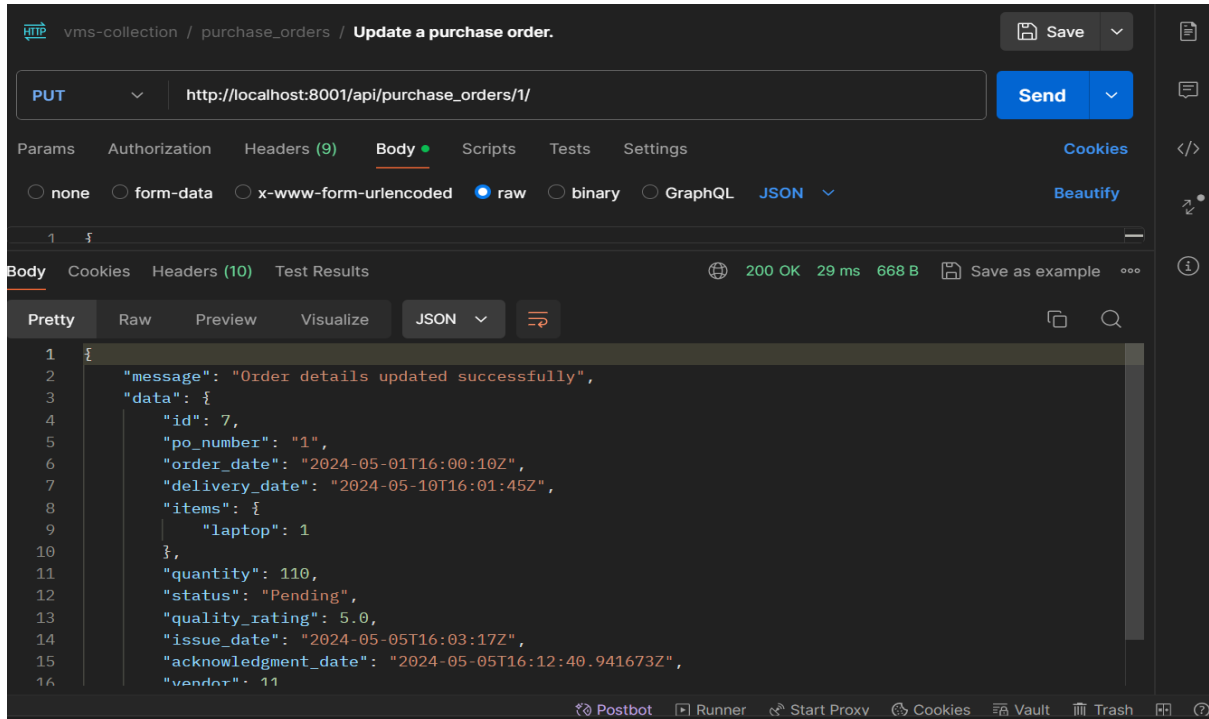 HTTP vms-collection / purchase_orders / Update a purchase order. Save
PUT http://localhost:8001/api/purchase_orders/1/ Send
Params Authorization Headers (9) Body Scripts Tests Settings Cookies
none form-data x-www-form-urlencoded raw binary GraphQL JSON Beautify
1 {
Body Cookies Headers (10) Test Results 200 OK 29 ms 668 B Save as example
Pretty Raw Preview Visualize JSON
1 {
2 "message": "Order details updated successfully",
3 "data": {
4 "id": 7,
5 "po_number": "1",
6 "order_date": "2024-05-01T16:00:10Z",
7 "delivery_date": "2024-05-10T16:01:45Z",
8 "items": {
9 "laptop": 1
10 },
11 "quantity": 110,
12 "status": "Pending",
13 "quality_rating": 5.0,
14 "issue_date": "2024-05-05T16:03:17Z",
15 "acknowledgment_date": "2024-05-05T16:12:40.941673Z",
16 "vendor": 11
Postbot Runner Start Proxy Cookies Vault Trash